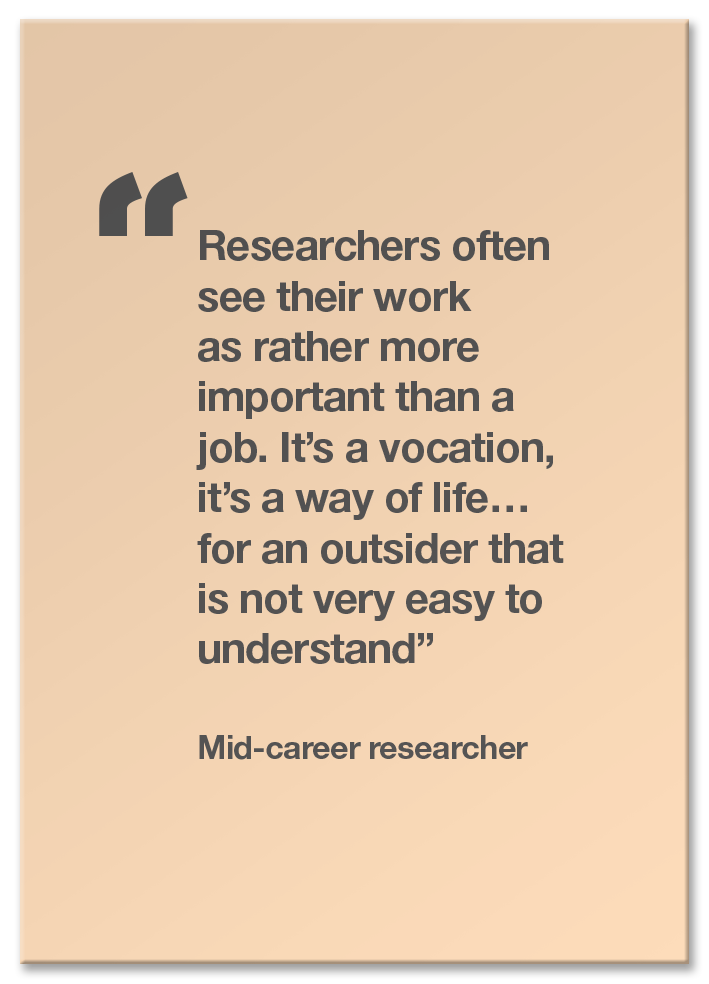 “Researchers often
see their work
as rather more
important than a
job. It’s a vocation,
it’s a way of life…
for an outsider that
is not very easy to
understand”
Mid-career researcher